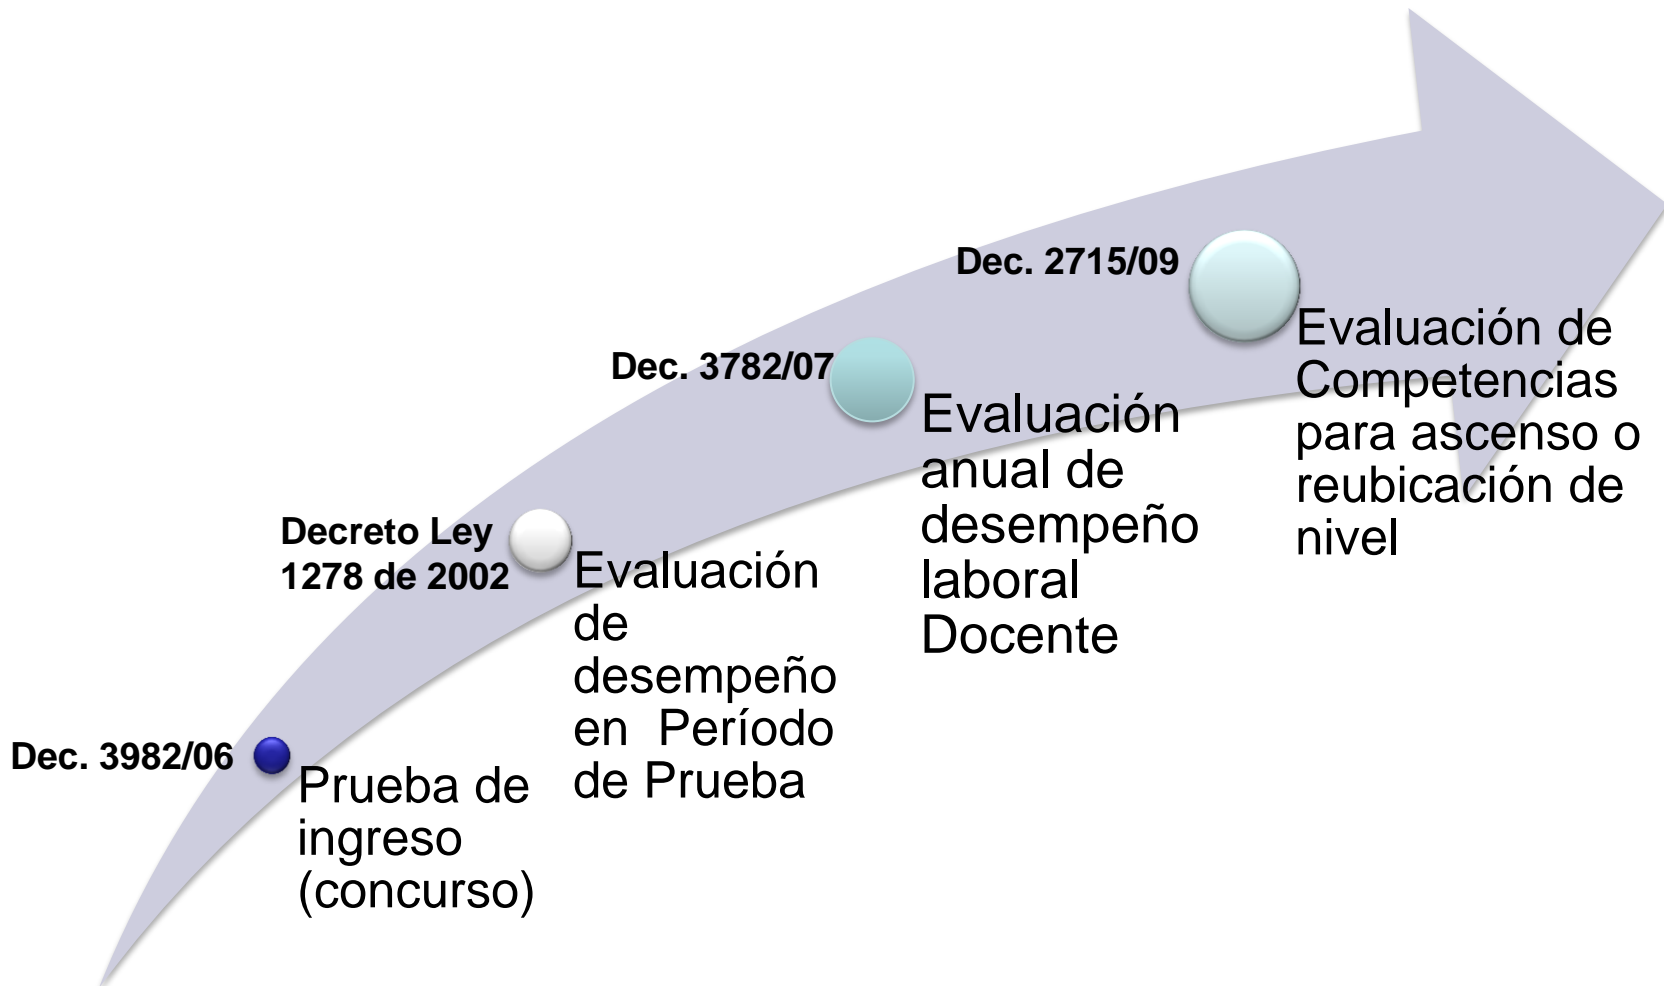 Dec. 3982/06
Prueba de
ingreso
(concurso)
Decreto Ley
1278 de 2002
Evaluación
de
desempeño
en  Período
de Prueba
Dec. 3782/07
Evaluación
anual de
desempeño
laboral
Docente
Dec. 2715/09
Evaluación de
Competencias
para ascenso o
reubicación de
nivel